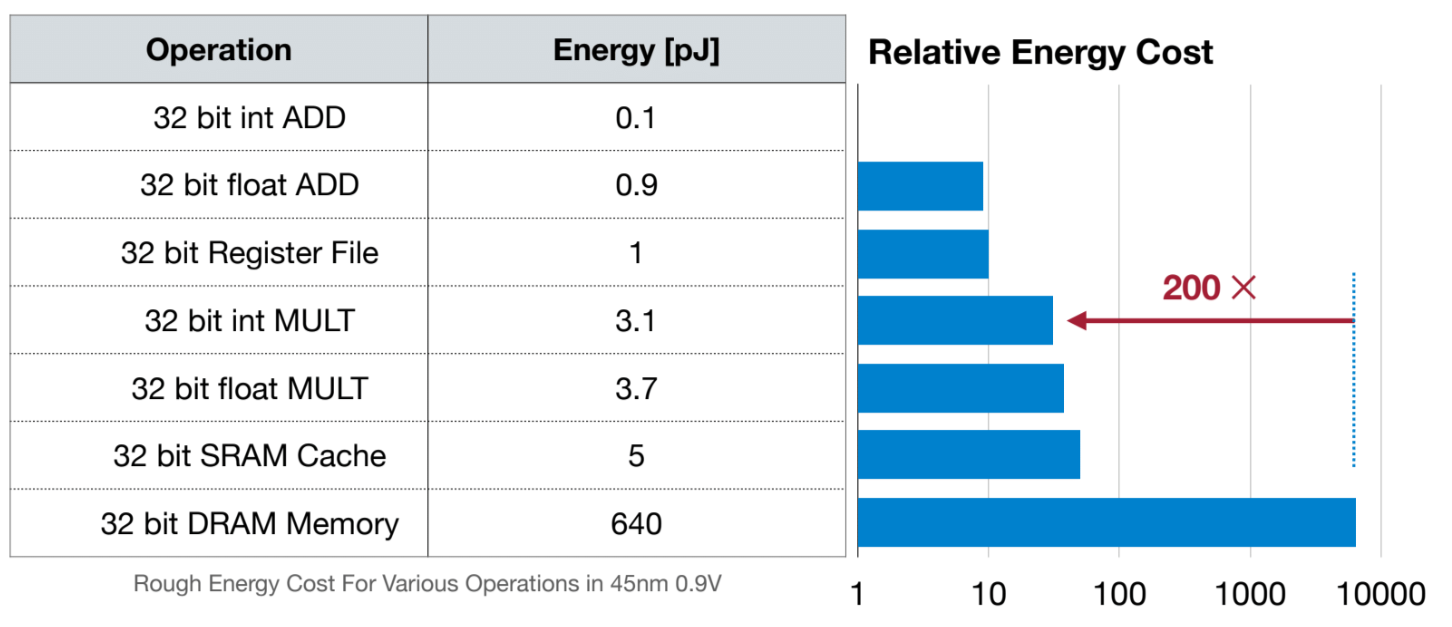 Operation Energy [pJ] Relative Energy Cost
32 bit int ADD 0.1
32 bit float ADD 0.9
32 bit Register File 1
200 ×
32 bit int MULT 3.1
32 bit float MULT 3.7
32 bit SRAM Cache 5
32 bit DRAM Memory 640
Rough Energy Cost For Various Operations in 45nm 0.9V
1 10 100 1000 10000